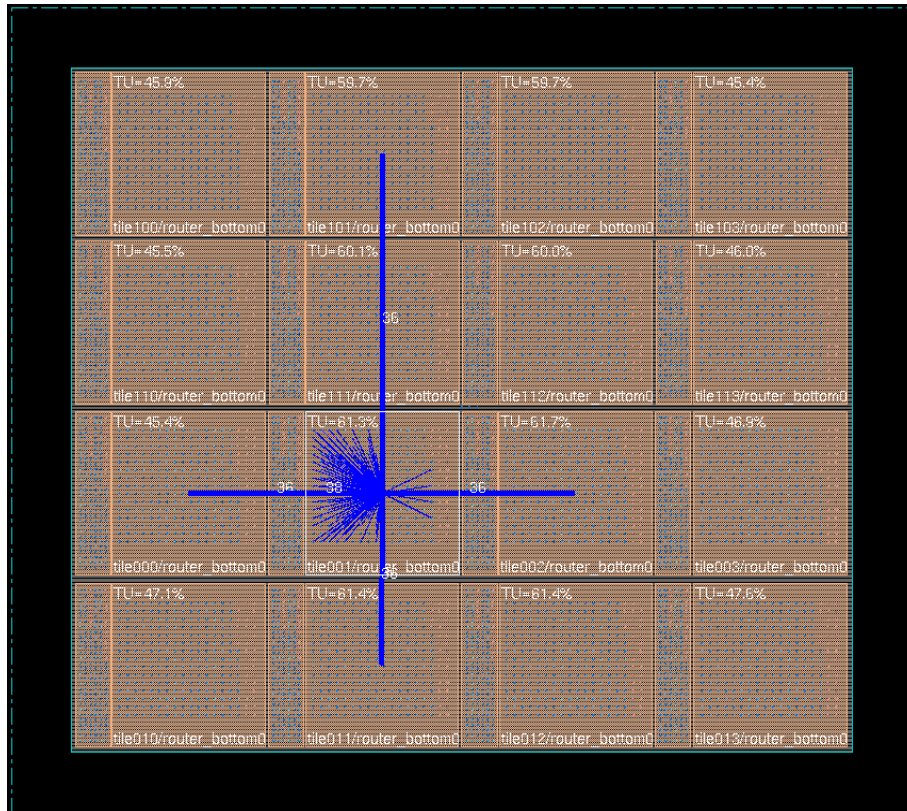 TU=45.9% TU=59.7% TU=59.7% TU=45.4%
tile100/router_bottom0 tile101/router_bottom0 tile102/router_bottom0 tile103/router_bottom0
TU=45.5% TU=60.1% TU=60.0% TU=46.0%
36
tile110/router_bottom0 tile111/router_bottom0 tile112/router_bottom0 tile113/router_bottom0
TU=45.4% TU=61.3% TU=61.7% TU=46.9%
36 38 36
tile000/router_bottom0 tile001/router_bottom0 tile002/router_bottom0 tile003/router_bottom0
36
TU=47.1% TU=61.4% TU=61.4% TU=47.6%
tile010/router_bottom0 tile011/router_bottom0 tile012/router_bottom0 tile013/router_bottom0